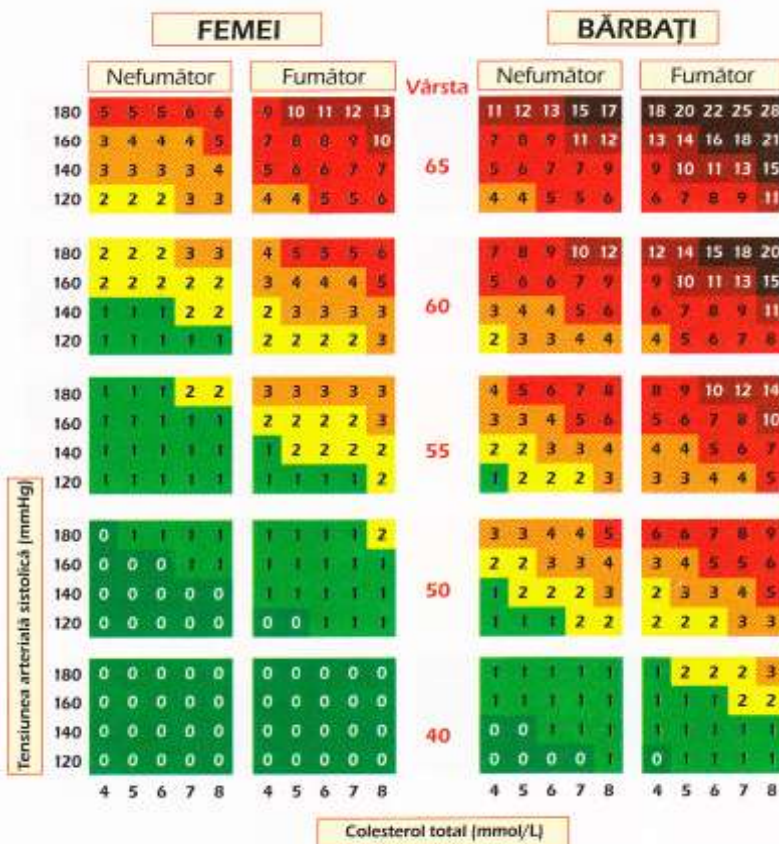 FEMEI BĂRBAȚI
Nefumător Fumător Vârsta Nefumător Fumător
180 5 5 5 6 6 9 10 11 12 13 11 12 13 15 17 18 20 22 25 28
160 3 4 4 4 5 7 8 8 9 10 7 8 9 11 12 13 14 16 18 21
65
140 3 3 3 3 4 5 6 6 7 7 5 6 7 7 9 9 10 11 13 15
120 2 2 2 3 3 4 4 5 5 6 4 4 5 5 6 6 7 8 9 11
180 2 2 2 3 3 4 5 5 5 6 7 8 9 10 12 12 14 15 18 20
160 2 2 2 2 2 3 4 4 4 5 5 6 6 7 9 9 10 11 13 15
60
140 1 1 1 2 2 2 3 3 3 3 3 4 4 5 6 6 7 8 9 11
120 1 1 1 1 1 2 2 2 2 3 2 3 3 4 4 4 5 6 7 8
180 1 1 1 2 2 3 3 3 3 3 4 5 6 7 8 8 9 10 12 14
160 1 1 1 1 1 2 2 2 2 3 3 3 4 5 6 5 6 7 8 10
55
140 1 1 1 1 1 1 2 2 2 2 2 2 3 3 4 4 4 5 6 7
120 1 1 1 1 1 1 1 1 1 2 1 2 2 2 3 3 3 4 4 5
180 0 1 1 1 1 1 1 1 1 2 3 3 4 4 5 6 6 7 8 9
160 0 0 0 1 1 1 1 1 1 1 2 2 3 3 4 3 4 5 5 6
50
140 0 0 0 0 0 1 1 1 1 1 1 2 2 2 3 2 3 3 4 5
120 0 0 0 0 0 0 0 1 1 1 1 1 1 2 2 2 2 2 3 3
180 0 0 0 0 0 0 0 0 0 0 1 1 1 1 1 1 2 2 2 3
160 0 0 0 0 0 0 0 0 0 0 1 1 1 1 1 1 1 1 2 2
40
140 0 0 0 0 0 0 0 0 0 0 0 0 1 1 1 1 1 1 1 1
120 0 0 0 0 0 0 0 0 0 0 0 0 0 0 1 0 1 1 1 1
4 5 6 7 8 4 5 6 7 8 4 5 6 7 8 4 5 6 7 8
Tensiunea arterială sistolică (mmHg)
Colesterol total (mmol/L)